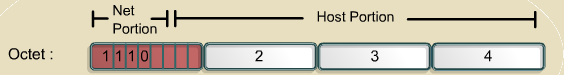 Net Portion
Host Portion
Octet :
1 1 1 0
2
3
4